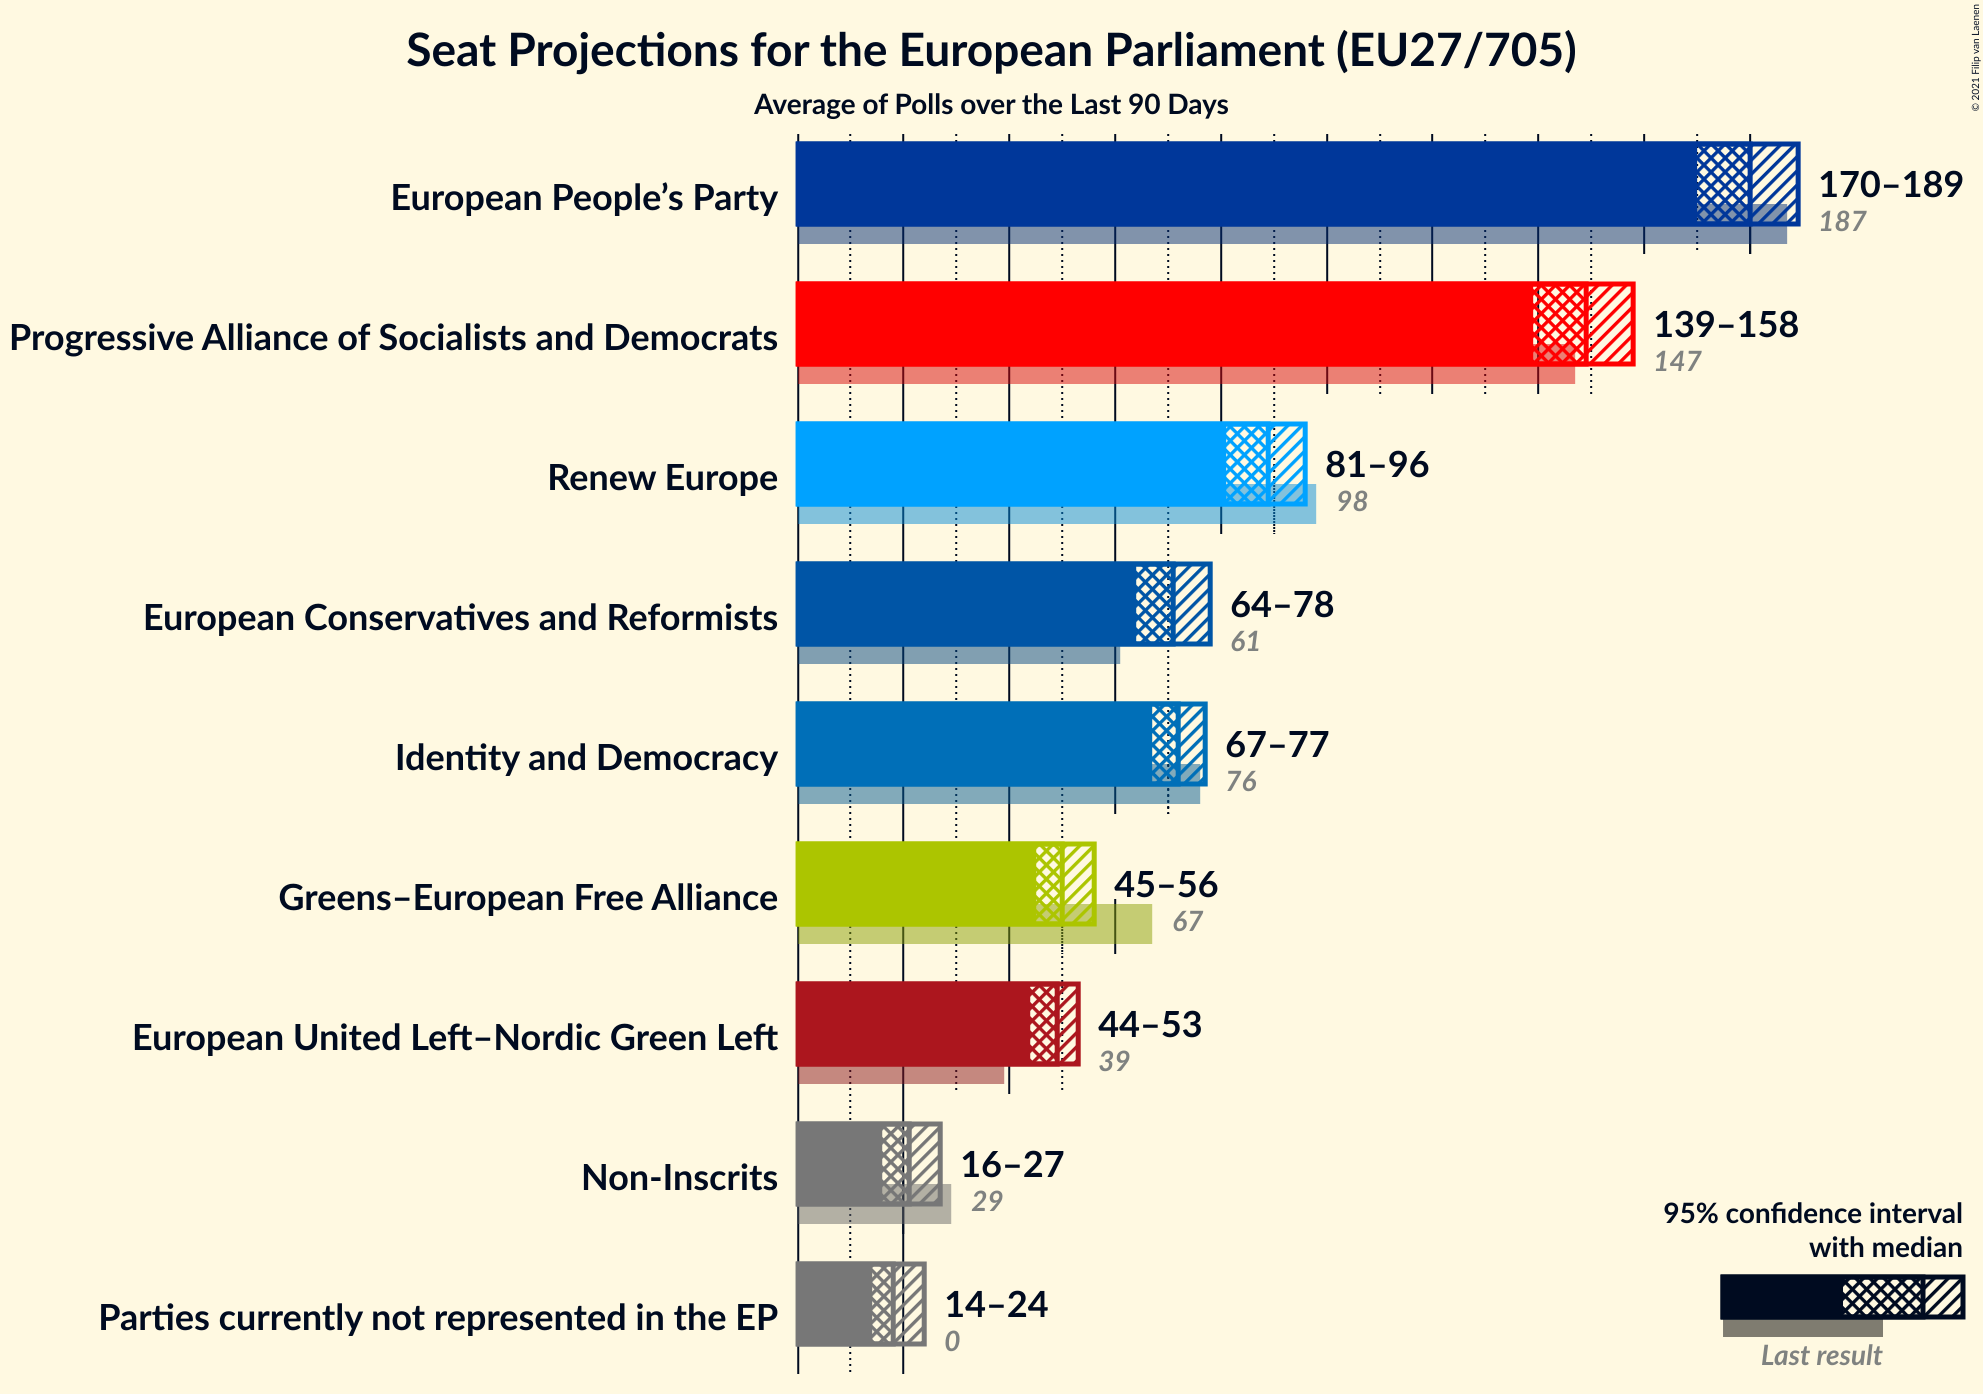 Seat Projections for the European Parliament (EU27/705)
Average of Polls over the Last 90 Days
© 2021 Filip van Laenen
European People’s Party
170–189
187
Progressive Alliance of Socialists and Democrats
139–158
147
Renew Europe
81–96
98
European Conservatives and Reformists
64–78
61
Identity and Democracy
67–77
76
Greens–European Free Alliance
45–56
67
European United Left–Nordic Green Left
44–53
39
Non-Inscrits
16–27
29
Parties currently not represented in the EP
14–24
0
95% confidence interval
with median
Last result